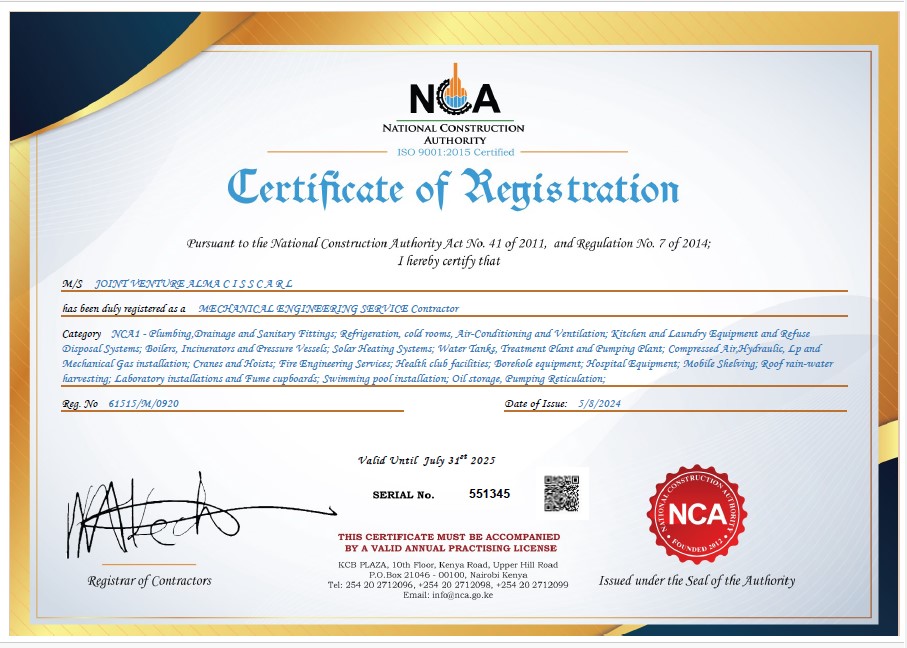 NCA
NATIONAL CONSTRUCTION
AUTHORITY
ISO 9001:2015 Certified
Certificate of Registration
Pursuant to the National Construction Authority Act No. 41 of 2011, and Regulation No. 7 of 2014;
I hereby certify that
M/S JOINT VENTURE ALMA C I S S C A R L
has been duly registered as a MECHANICAL ENGINEERING SERVICE Contractor
Category NCA1 - Plumbing,Drainage and Sanitary Fittings; Refrigeration, cold rooms, Air-Conditioning and Ventilation; Kitchen and Laundry Equipment and Refuse
Disposal Systems; Boilers, Incinerators and Pressure Vessels; Solar Heating Systems; Water Tanks, Treatment Plant and Pumping Plant; Compressed Air,Hydraulic, Lp and
Mechanical Gas installation; Cranes and Hoists; Fire Engineering Services; Health club facilities; Borehole equipment; Hospital Equipment; Mobile Shelving; Roof rain-water
harvesting; Laboratory installations and Fume cupboards; Swimming pool installation; Oil storage, Pumping Reticulation;
Reg. No 61515/M/0920
Date of Issue: 5/8/2024
Valid Until July 31st 2025
SERIAL No. 551345
THIS CERTIFICATE MUST BE ACCOMPANIED
BY A VALID ANNUAL PRACTISING LICENSE
KCB PLAZA, 10th Floor, Kenya Road, Upper Hill Road
P.O.Box 21046 - 00100, Nairobi Kenya
Tel: 254 20 2712096, +254 20 2712098, +254 20 2712099
Email: info@nca.go.ke
Registrar of Contractors
NATIONAL CONSTRUCTION AUTHORITY
NCA
FOUNDED 2012
Issued under the Seal of the Authority